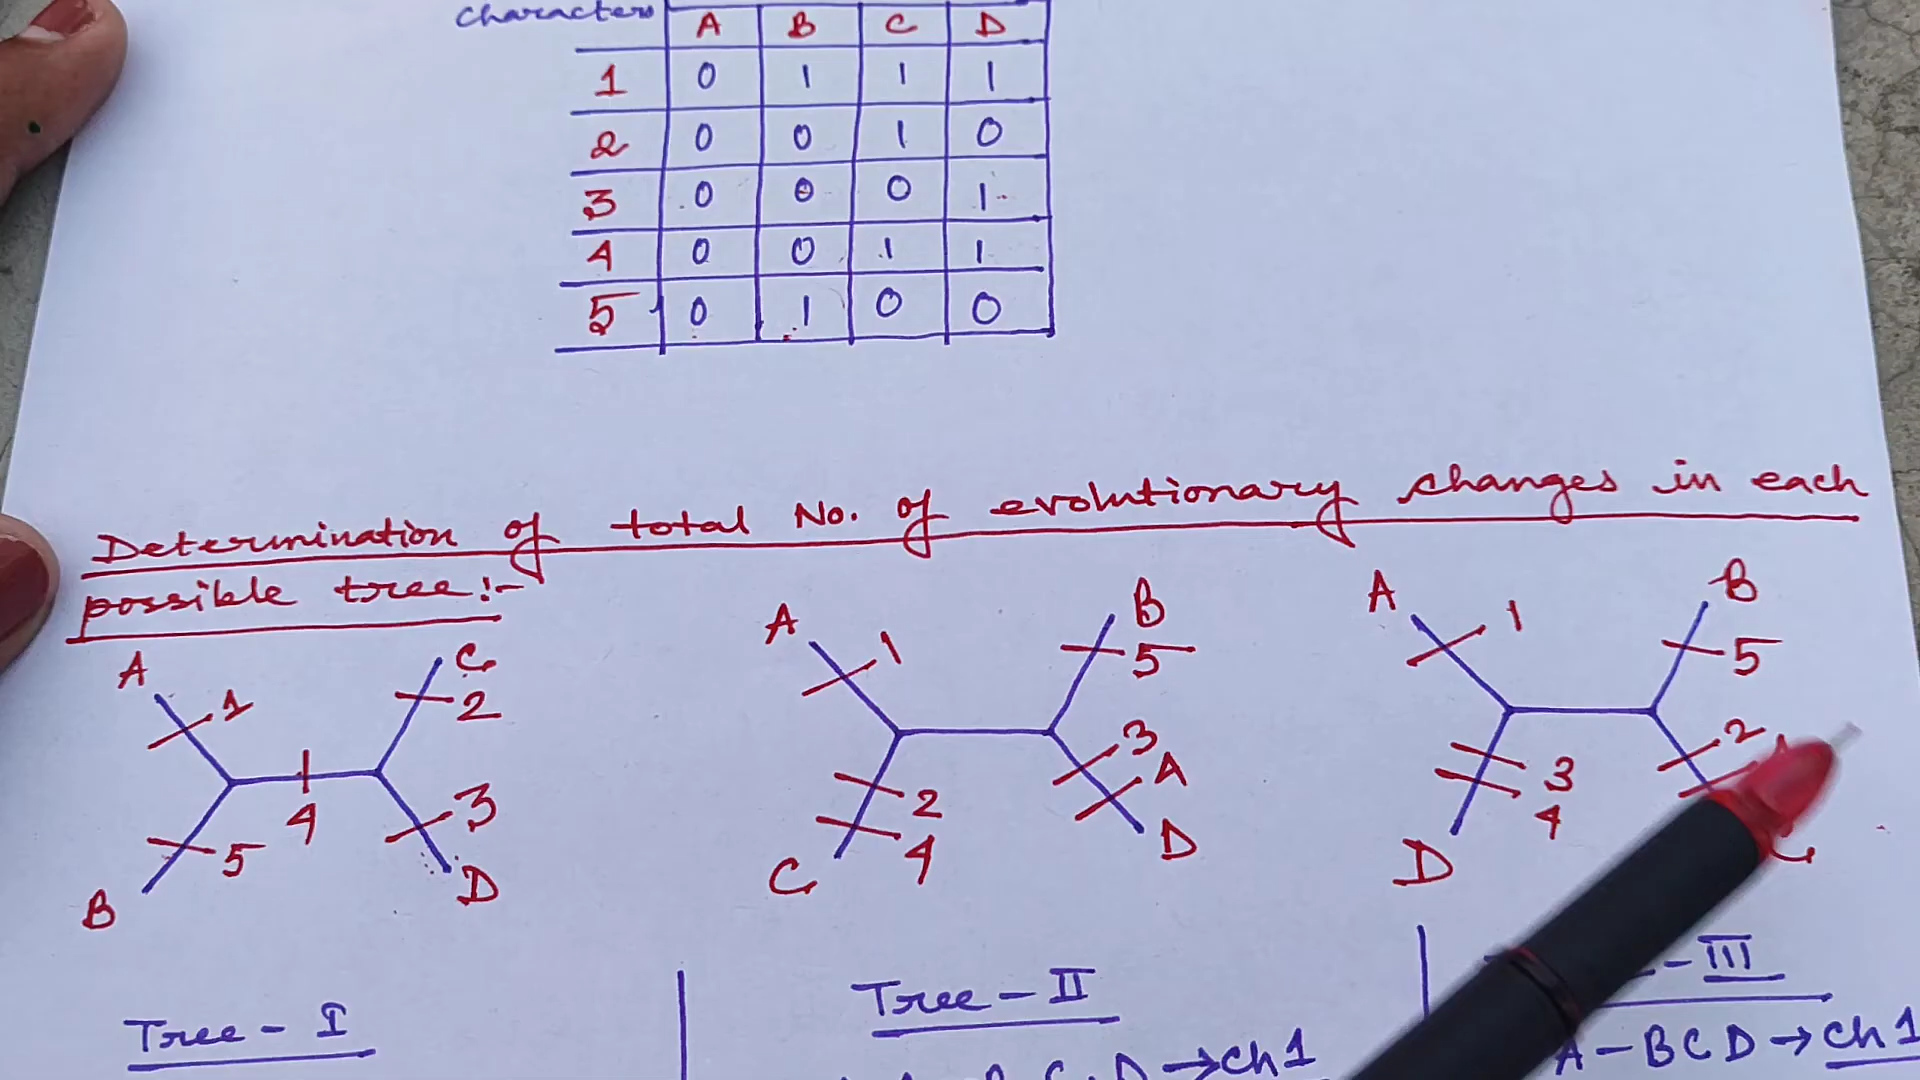 characters A B C D
1 0 1 1 1
2 0 0 1 0
3 0 0 0 1
4 0 0 1 1
5 0 1 0 0
Determination of total No. of evolutionary changes in each
possible tree:-
A 1 C 2 4 5 3 B D
A 1 B 5 3 A 2 4 C D
A 1 B 5 2 3 4 D
Tree - I
Tree - II
- III
→ch1
A-BCD→ch1